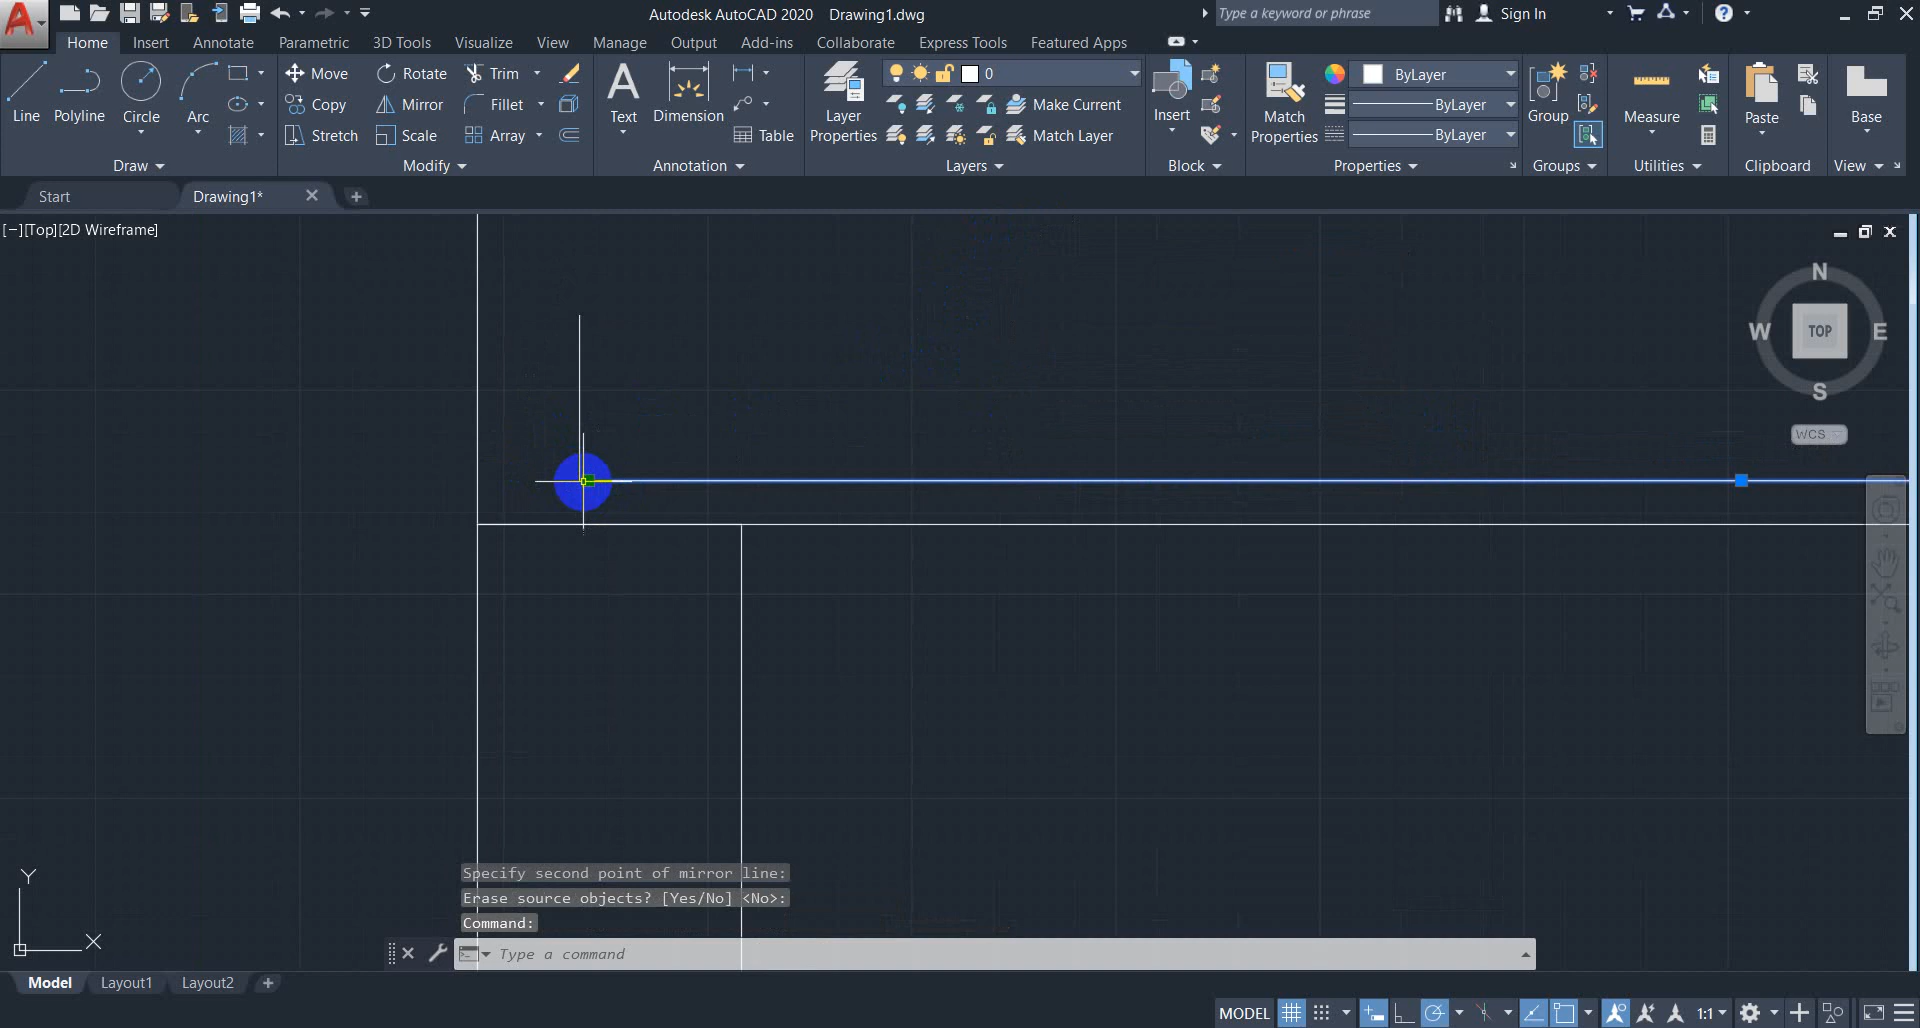 Autodesk AutoCAD 2020 Drawing1.dwg
Type a keyword or phrase
Sign In
Home Insert Annotate Parametric 3D Tools Visualize View Manage Output Add-ins Collaborate Express Tools Featured Apps
Line Polyline Circle Arc
Draw
Move Rotate Trim
Copy Mirror Fillet
Stretch Scale Array
Modify
Text Dimension Table
Annotation
Layer Properties
0
Make Current
Match Layer
Layers
Insert
Block
Match Properties
ByLayer
ByLayer
ByLayer
Properties
Group
Groups
Measure
Utilities
Paste
Clipboard
Base
View
Start Drawing1*
[−][Top][2D Wireframe]
N
W TOP E
S
WCS
Specify second point of mirror line:
Erase source objects? [Yes/No] <No>:
Command:
Type a command
Y
X
Model Layout1 Layout2
MODEL 1:1